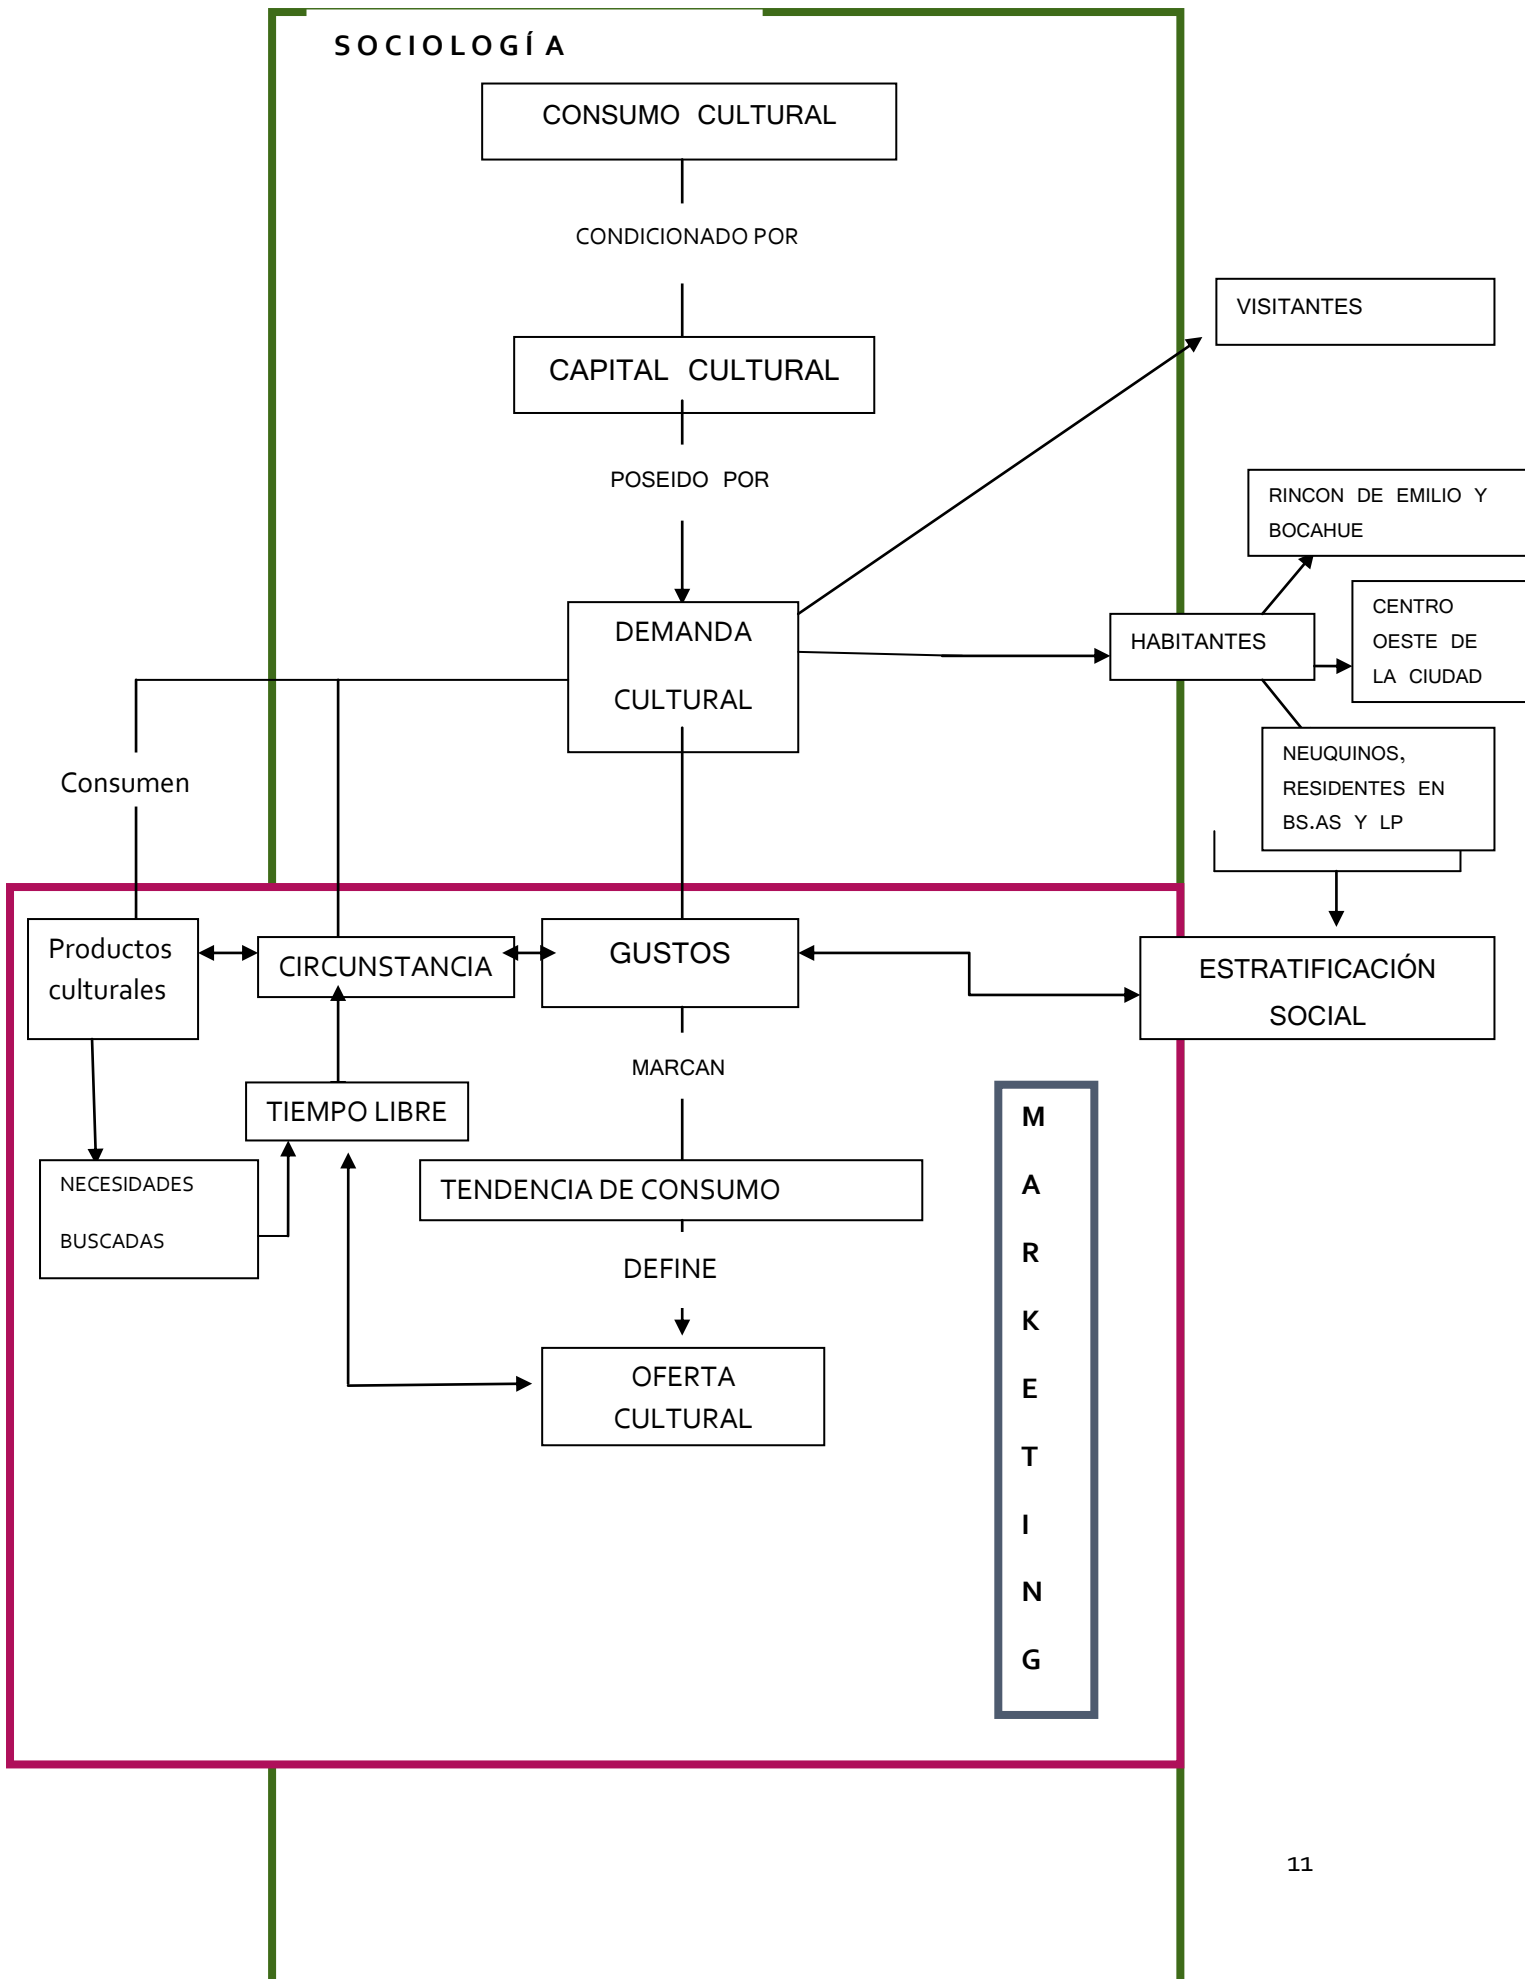 SOCIOLOGÍA
CONSUMO CULTURAL
CONDICIONADO POR
VISITANTES
CAPITAL CULTURAL
POSEIDO POR
RINCON DE EMILIO Y
BOCAHUE
DEMANDA
CULTURAL
HABITANTES
CENTRO
OESTE DE
LA CIUDAD
NEUQUINOS,
RESIDENTES EN
BS.AS Y LP
Consumen
Productos
culturales
CIRCUNSTANCIA
GUSTOS
ESTRATIFICACIÓN
SOCIAL
MARCAN
TIEMPO LIBRE
NECESIDADES
BUSCADAS
TENDENCIA DE CONSUMO
DEFINE
OFERTA
CULTURAL
M
A
R
K
E
T
I
N
G
11